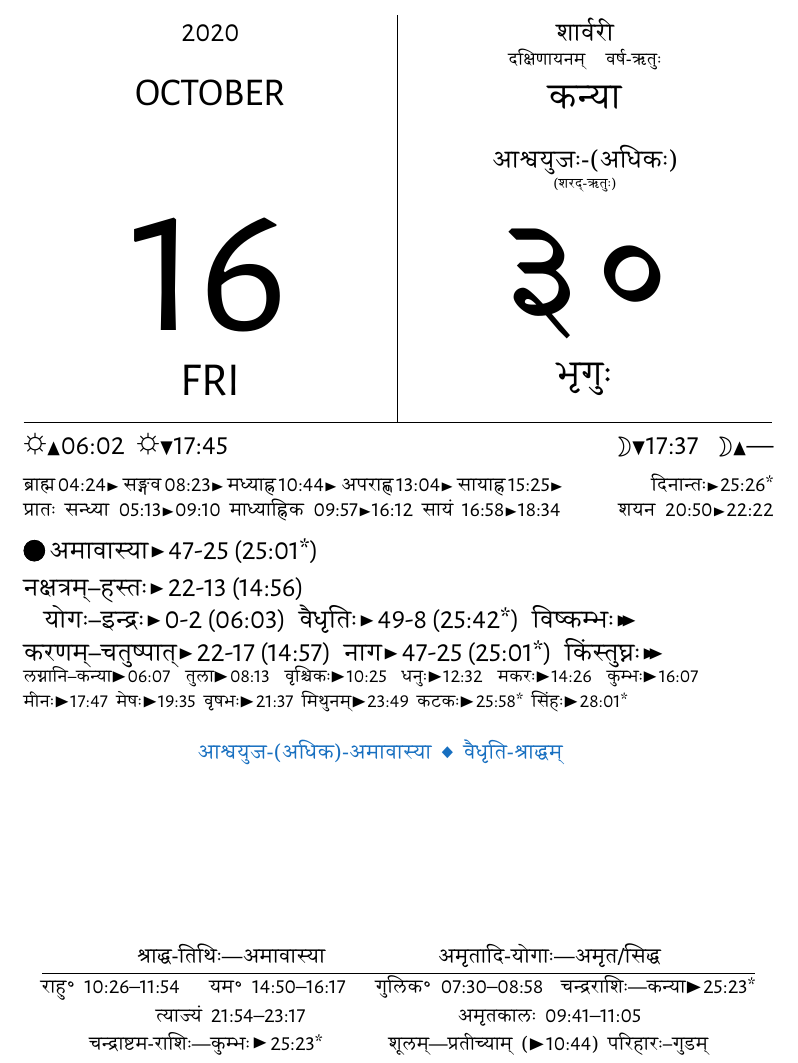 2020
OCTOBER
16
FRI
शार्वरी
दक्षिणायनम् वर्ष-ऋतुः
कन्या
आश्वयुजः-(अधिकः)
(शरद्-ऋतुः)
३०
भृगुः
☼▲06:02 ☼▼17:45 ☽▼17:37 ☽▲—
ब्राह्म 04:24► सङ्गव 08:23► मध्याह्न 10:44► अपराह्ण 13:04► सायाह्न 15:25► दिनान्तः►25:26*
प्रातः सन्ध्या 05:13►09:10 माध्याह्निक 09:57►16:12 सायं 16:58►18:34 शयन 20:50►22:22
● अमावास्या►47-25 (25:01*)
नक्षत्रम्–हस्तः►22-13 (14:56)
योगः–इन्द्रः►0-2 (06:03) वैधृतिः►49-8 (25:42*) विष्कम्भः►►
करणम्–चतुष्पात्►22-17 (14:57) नाग►47-25 (25:01*) किंस्तुघ्नः►►
लग्नानि–कन्या►06:07 तुला►08:13 वृश्चिकः►10:25 धनुः►12:32 मकरः►14:26 कुम्भः►16:07
मीनः►17:47 मेषः►19:35 वृषभः►21:37 मिथुनम्►23:49 कटकः►25:58* सिंहः►28:01*
आश्वयुज-(अधिक)-अमावास्या ◆ वैधृति-श्राद्धम्
श्राद्ध-तिथिः—अमावास्या अमृतादि-योगाः—अमृत/सिद्ध
राहु° 10:26–11:54 यम° 14:50–16:17 गुलिक° 07:30–08:58 चन्द्रराशिः—कन्या►25:23*
त्याज्यं 21:54–23:17 अमृतकालः 09:41–11:05
चन्द्राष्टम-राशिः—कुम्भः►25:23* शूलम्—प्रतीच्याम् (►10:44) परिहारः–गुडम्